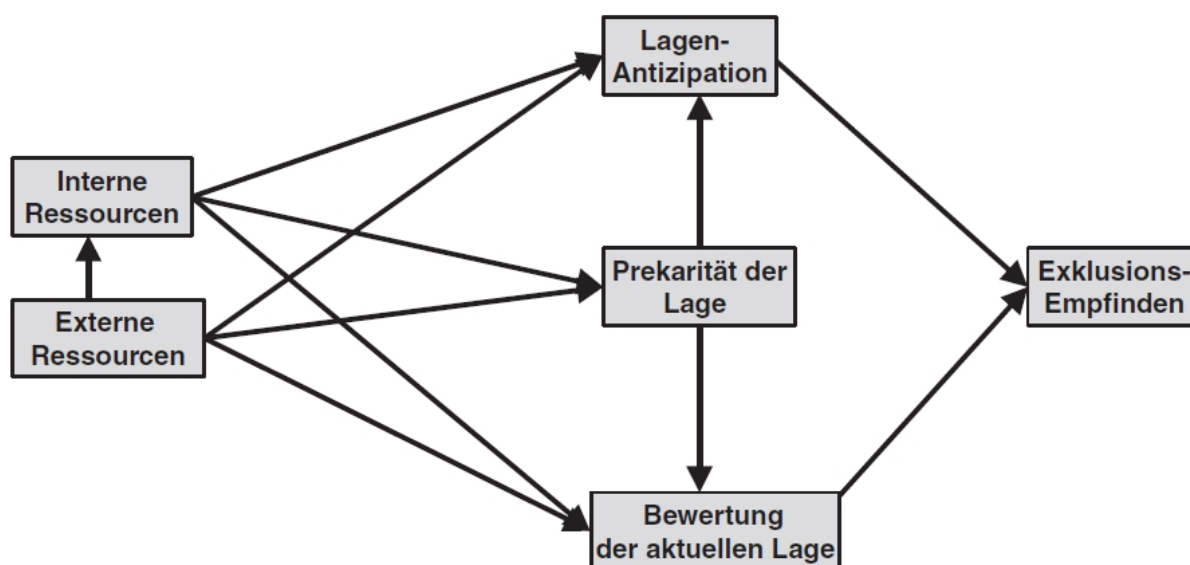 Lagen-
Antizipation
Interne
Ressourcen
Prekarität der
Lage
Exklusions-
Empfinden
Externe
Ressourcen
Bewertung
der aktuellen Lage